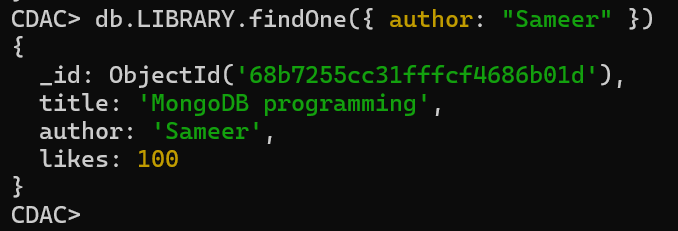 CDAC> db.LIBRARY.findOne({ author: "Sameer" })
{
  _id: ObjectId('68b7255cc31fffcf4686b01d'),
  title: 'MongoDB programming',
  author: 'Sameer',
  likes: 100
}
CDAC>